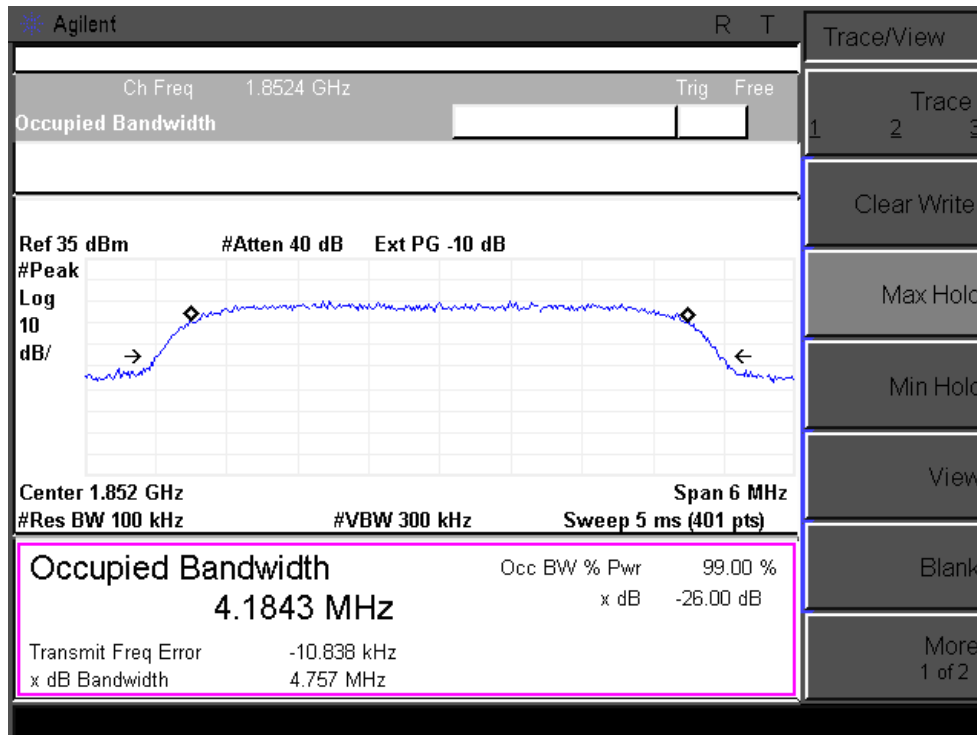 Agilent R T
Trace/View
Ch Freq 1.8524 GHz Trig Free
Occupied Bandwidth
Trace
1 2 3
Clear Write
Max Hold
Min Hold
View
Blank
More
1 of 2
Ref 35 dBm #Atten 40 dB Ext PG -10 dB
#Peak
Log
10
dB/
Center 1.852 GHz Span 6 MHz
#Res BW 100 kHz #VBW 300 kHz Sweep 5 ms (401 pts)
Occupied Bandwidth
4.1843 MHz
Occ BW % Pwr 99.00 %
x dB -26.00 dB
Transmit Freq Error -10.838 kHz
x dB Bandwidth 4.757 MHz